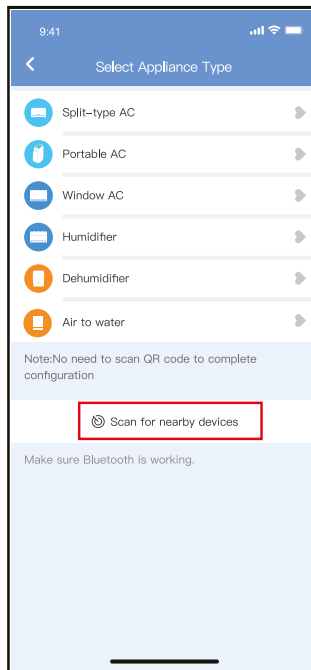 9:41
Select Appliance Type
Split-type AC
Portable AC
Window AC
Humidifier
Dehumidifier
Air to water
Note:No need to scan QR code to complete
configuration
Scan for nearby devices
Make sure Bluetooth is working.